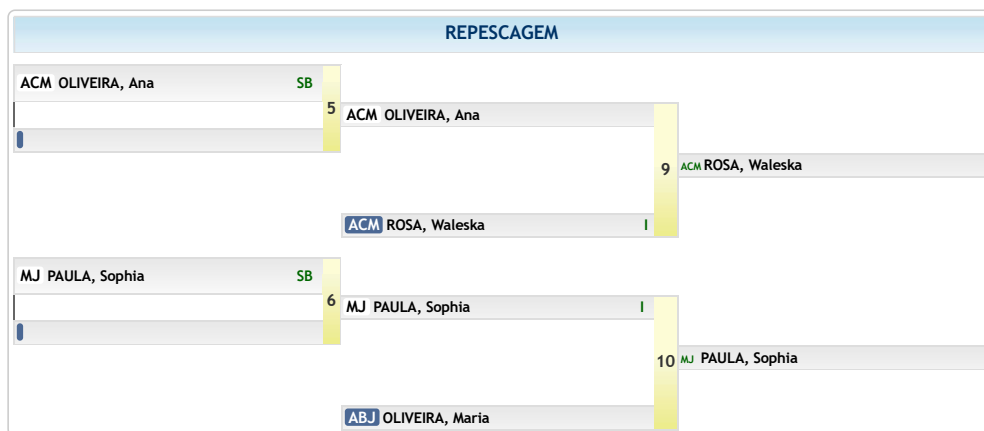 REPESCAGEM
ACM OLIVEIRA, Ana SB
5
ACM OLIVEIRA, Ana
9
ACM ROSA, Waleska
ACM ROSA, Waleska I
MJ PAULA, Sophia SB
6
MJ PAULA, Sophia I
10
MJ PAULA, Sophia
ABJ OLIVEIRA, Maria